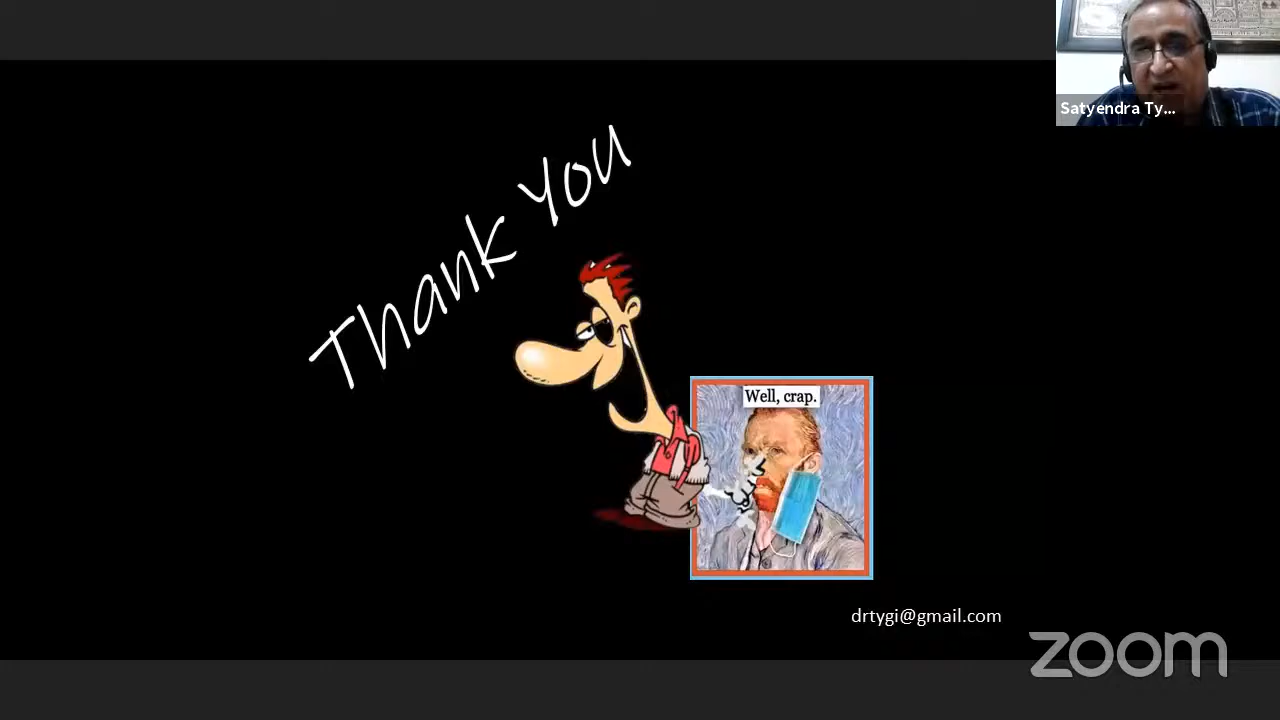 Satyendra Ty...
Thank You
Well, crap.
drtygi@gmail.com
zoom